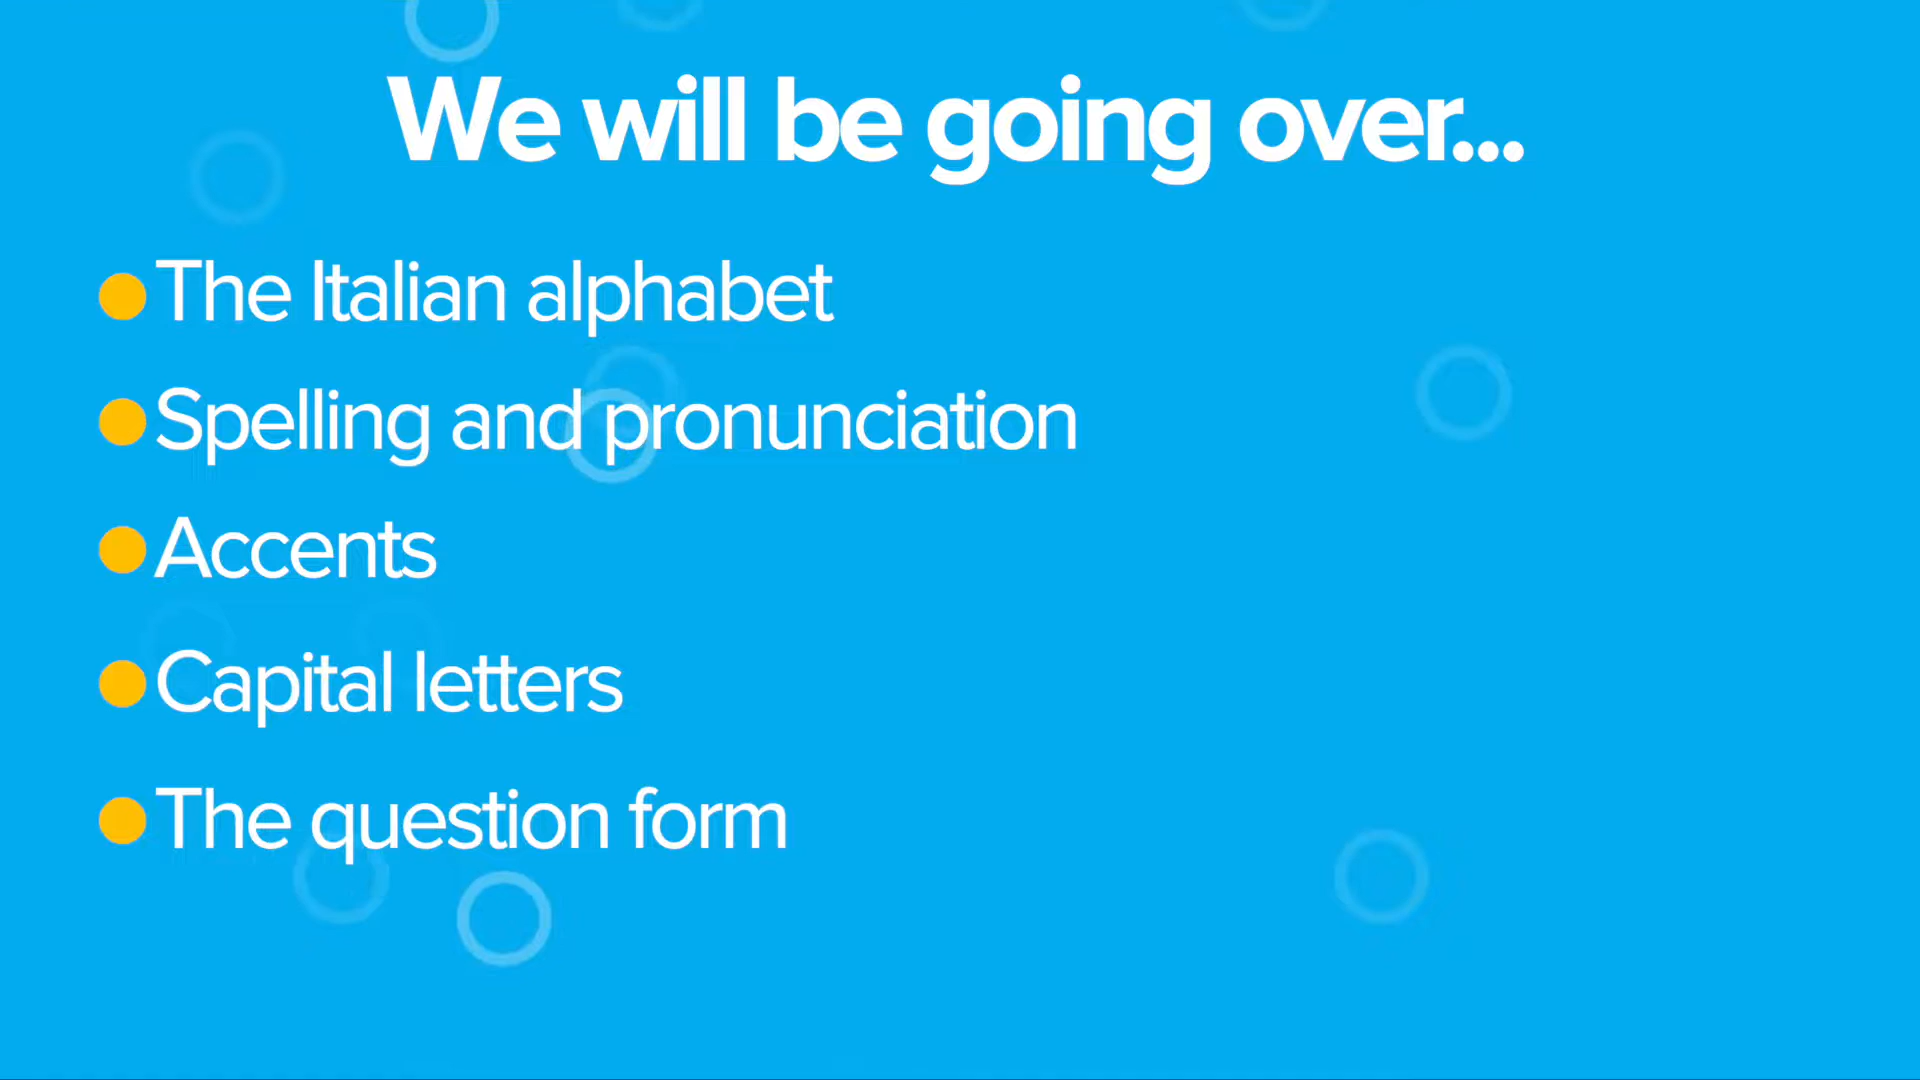 We will be going over...
The Italian alphabet
Spelling and pronunciation
Accents
Capital letters
The question form